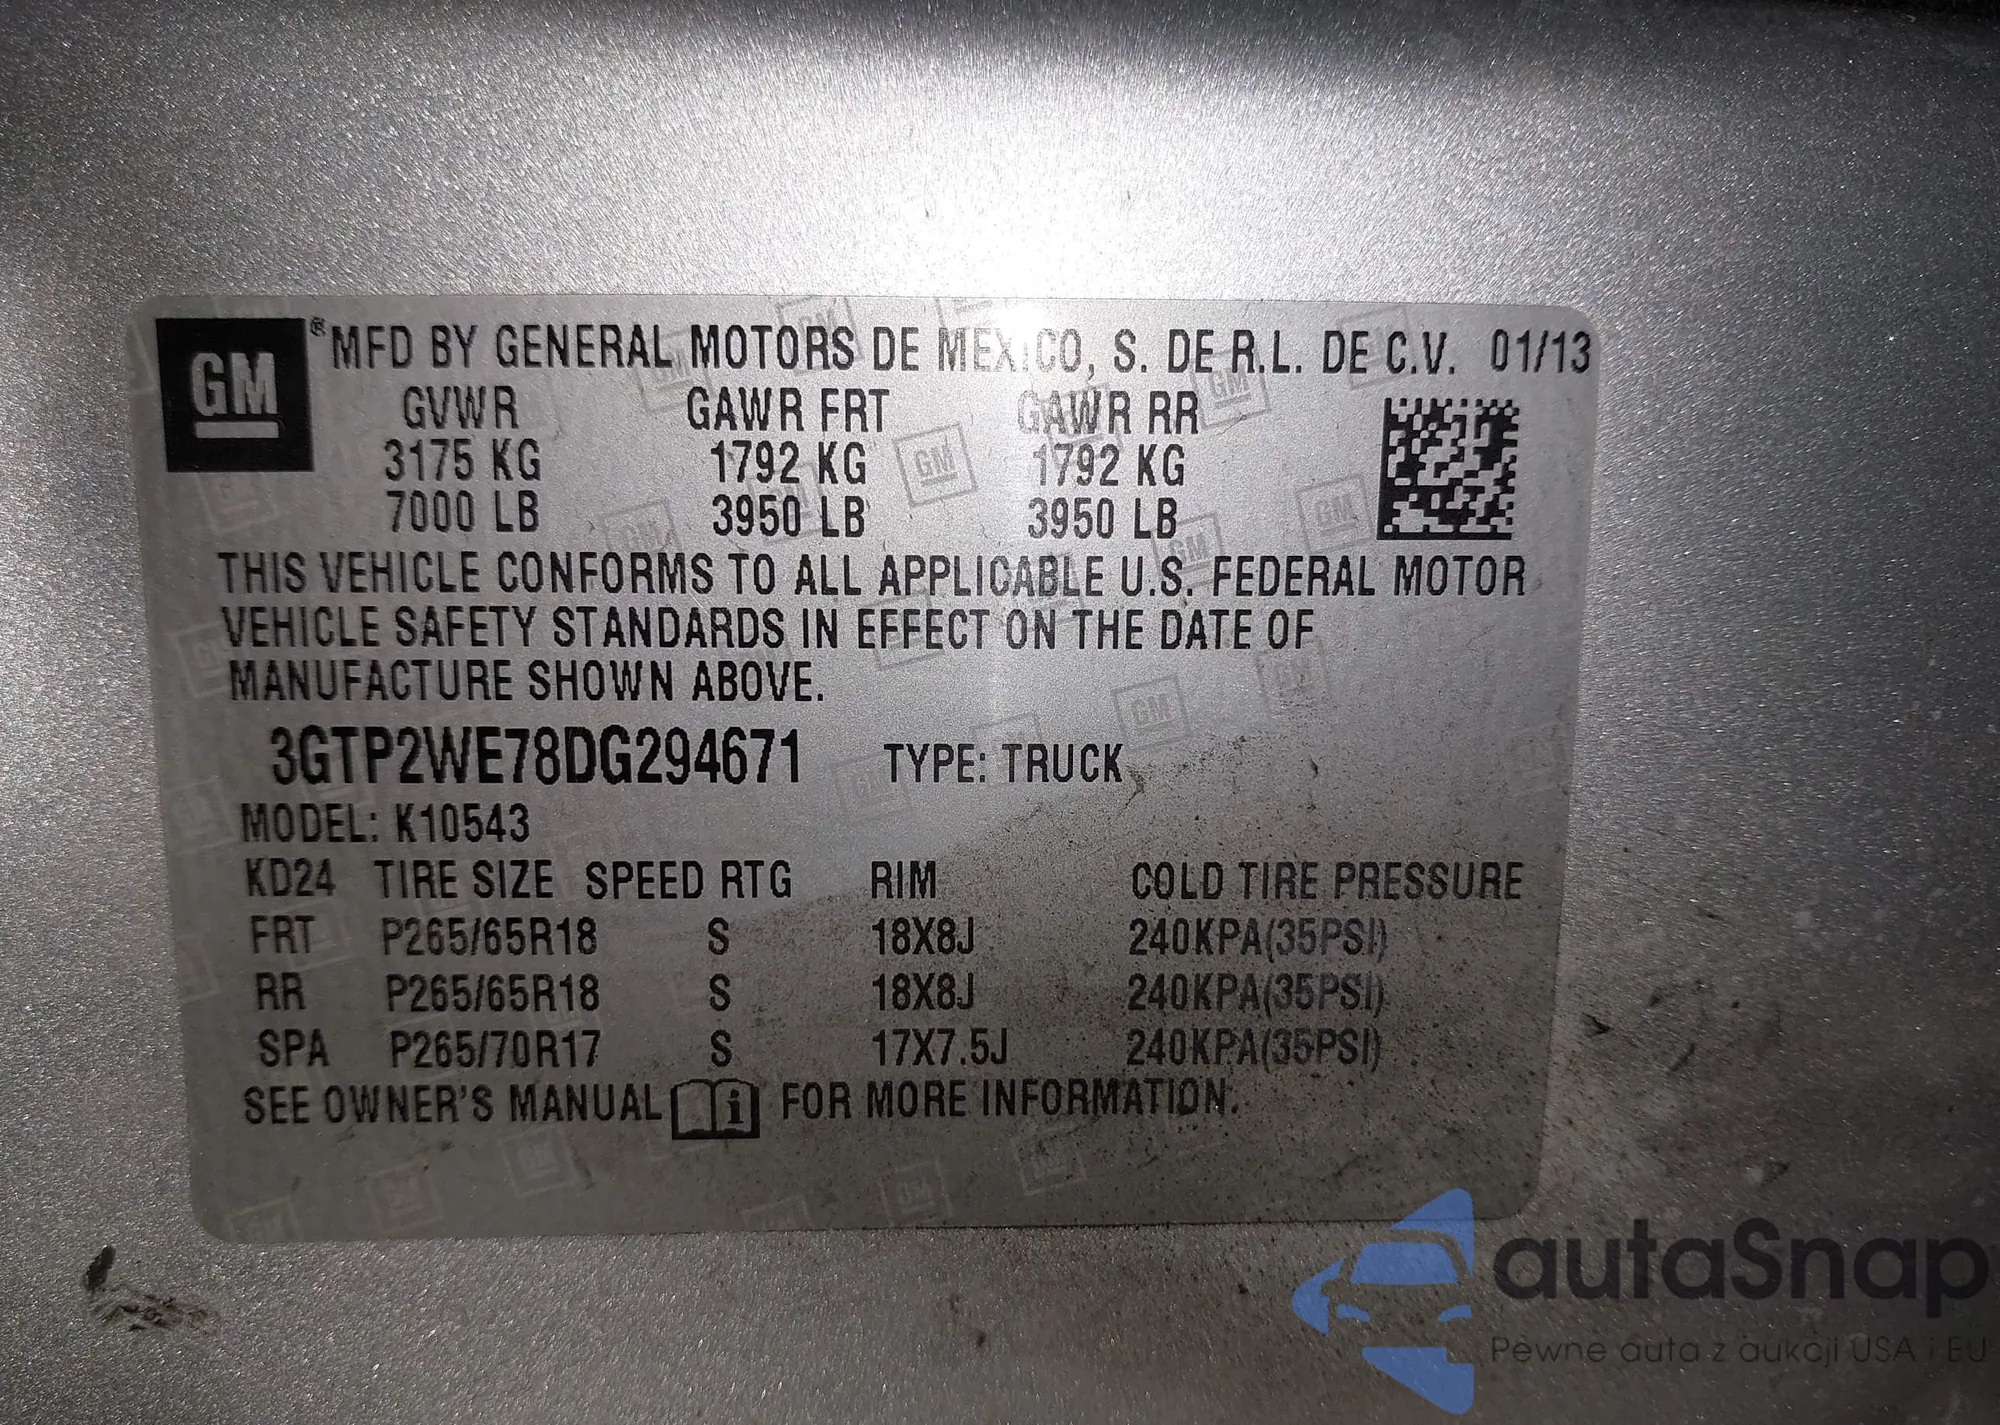 GM ® MFD BY GENERAL MOTORS DE MEXICO, S. DE R.L. DE C.V. 01/13
GVWR GAWR FRT GAWR RR
3175 KG 1792 KG 1792 KG
7000 LB 3950 LB 3950 LB
THIS VEHICLE CONFORMS TO ALL APPLICABLE U.S. FEDERAL MOTOR
VEHICLE SAFETY STANDARDS IN EFFECT ON THE DATE OF
MANUFACTURE SHOWN ABOVE.
3GTP2WE78DG294671 TYPE: TRUCK
MODEL: K10543
KD24 TIRE SIZE SPEED RTG RIM COLD TIRE PRESSURE
FRT P265/65R18 S 18X8J 240KPA(35PSI)
RR P265/65R18 S 18X8J 240KPA(35PSI)
SPA P265/70R17 S 17X7.5J 240KPA(35PSI)
SEE OWNER'S MANUAL i FOR MORE INFORMATION.
autaSnap
Pewne auta z aukcji USA i EU